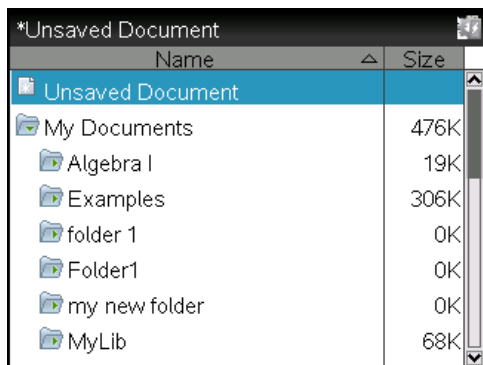 *Unsaved Document
Name Size
Unsaved Document
My Documents 476K
Algebra I 19K
Examples 306K
folder 1 0K
Folder1 0K
my new folder 0K
MyLib 68K